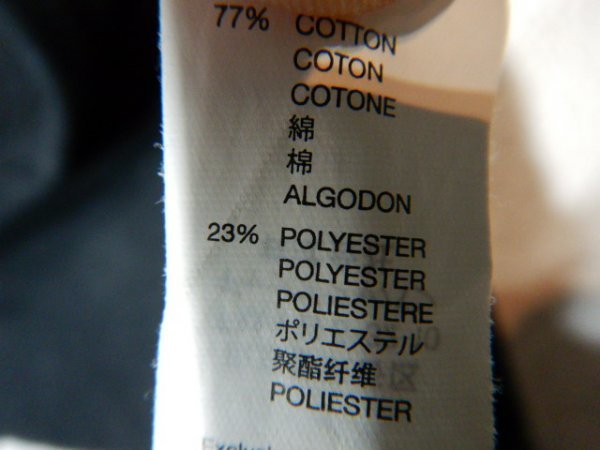 77% COTTON
COTON
COTONE
綿
棉
ALGODON
23% POLYESTER
POLYESTER
POLIESTERE
ポリエステル
聚酯纤维
POLIESTER